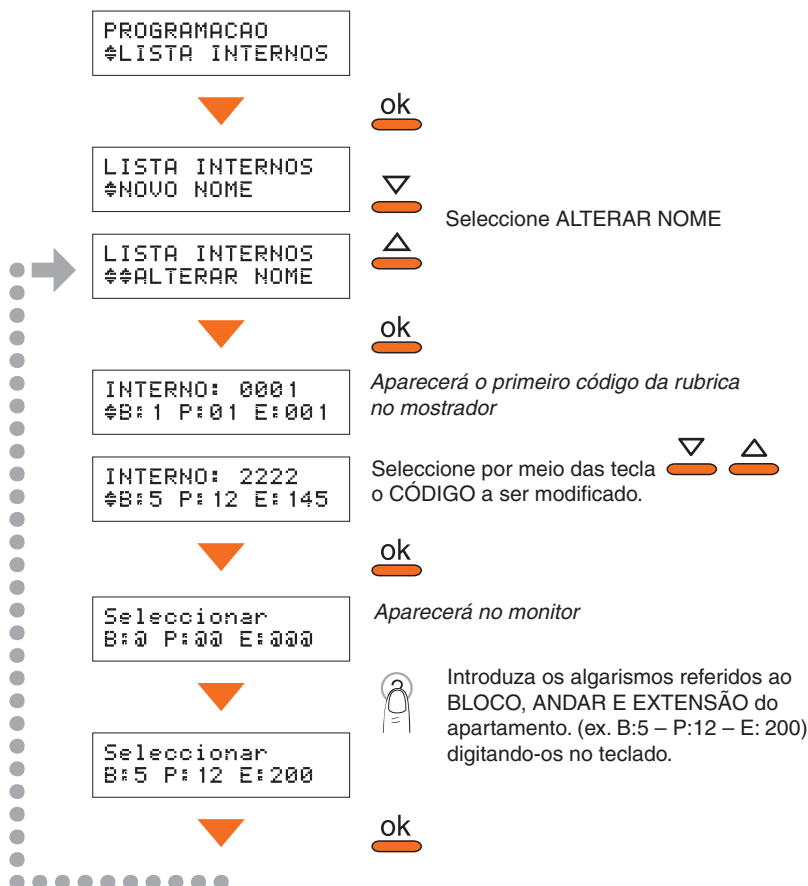 PROGRAMACAO
LISTA INTERNOS
ok
LISTA INTERNOS
NOVO NOME
Seleccione ALTERAR NOME
LISTA INTERNOS
ALTERAR NOME
ok
INTERNO: 0001
B:1 P:01 E:001
Aparecerá o primeiro código da rubrica
no mostrador
INTERNO: 2222
B:5 P:12 E:145
Seleccione por meio das tecla
o CÓDIGO a ser modificado.
ok
Seleccionar
B:@ P:@@ E:@@@
Aparecerá no monitor
2
Introduza os algarismos referidos ao
BLOCO, ANDAR E EXTENSÃO do
apartamento. (ex. B:5 – P:12 – E: 200)
digitando-os no teclado.
Seleccionar
B:5 P:12 E:200
ok